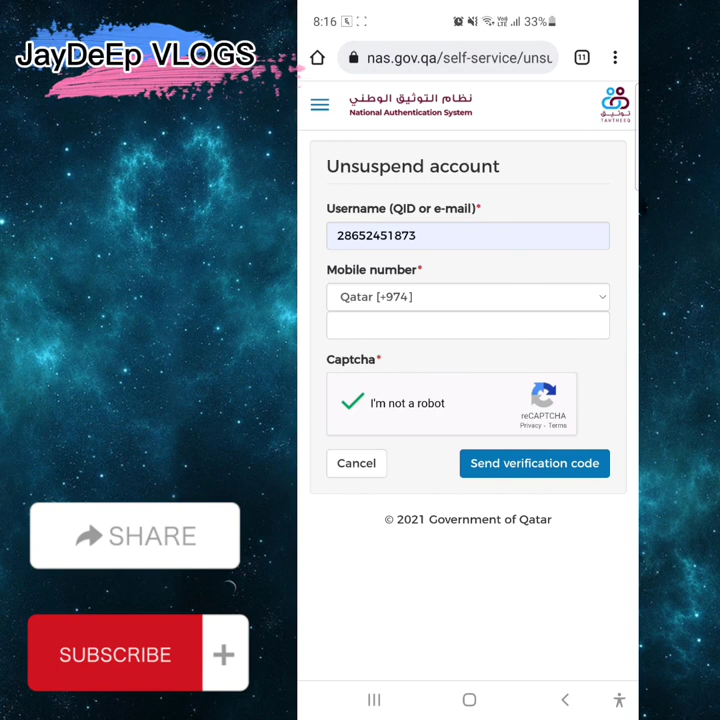 JayDeEp VLOGS
8:16
33%
nas.gov.qa/self-service/unsu
11
نظام التوثيق الوطني
National Authentication System
توثيق
TAWTHEEQ
Unsuspend account
Username (QID or e-mail)*
28652451873
Mobile number*
Qatar [+974]
Captcha*
I'm not a robot
reCAPTCHA
Privacy - Terms
Cancel
Send verification code
© 2021 Government of Qatar
SHARE
SUBSCRIBE